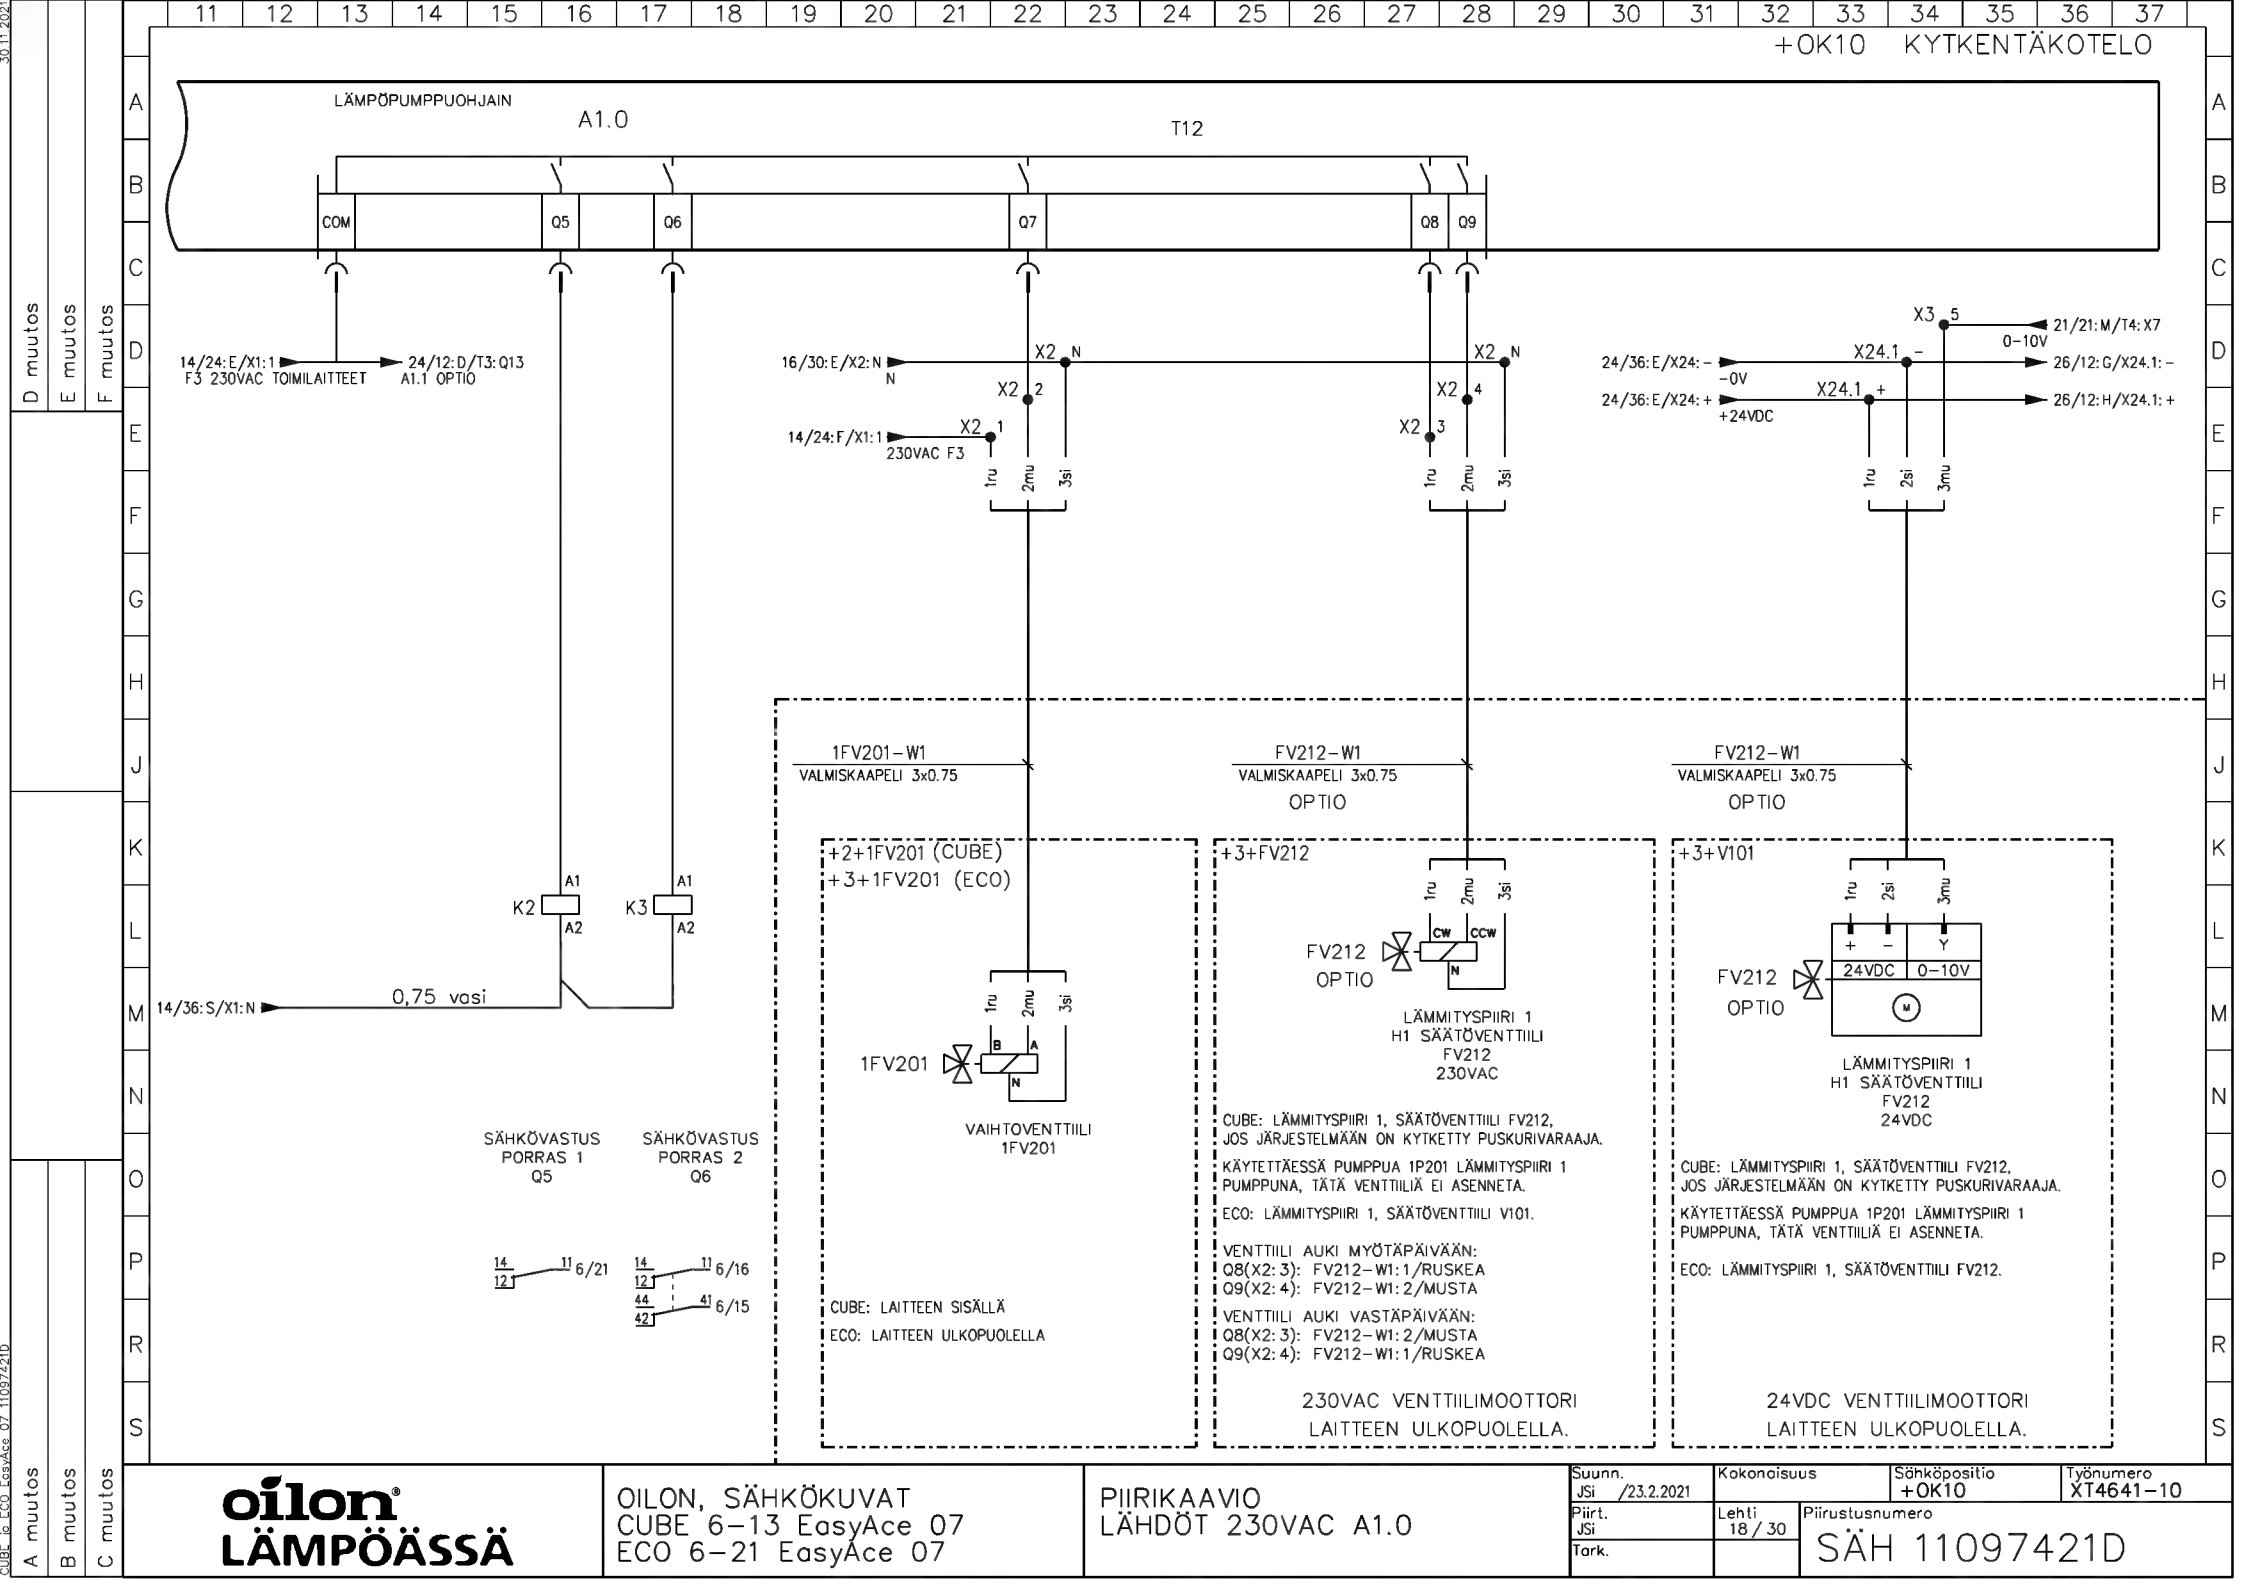 11 12 13 14 15 16 17 18 19 20 21 22 23 24 25 26 27 28 29 30 31 32 33 34 35 36 37
+OK10 KYTKENTÄKOTELO
30.11.2021
A
B
C
D
E
F
G
H
J
K
L
M
N
O
P
R
S
A
B
C
D
E
F
G
H
J
K
L
M
N
O
P
R
S
D muutos
E muutos
F muutos
A muutos
B muutos
C muutos
LÄMPÖPUMPPUOHJAIN
A1.0
T12
COM
Q5
Q6
Q7
Q8
Q9
14/24:E/X1:1
F3 230VAC TOIMILAITTEET
24/12:D/T3:Q13
A1.1 OPTIO
16/30:E/X2:N
N
X2 N
X2 2
14/24:F/X1:1
230VAC F3
X2 1
1ru 2mu 3si
X2 N
X2 4
X2 3
1ru 2mu 3si
X3 5
21/21:M/T4:X7
0-10V
24/36:E/X24:-
-0V
X24.1 -
26/12:G/X24.1:-
24/36:E/X24:+
+24VDC
X24.1 +
26/12:H/X24.1:+
1ru 2si 3mu
1FV201-W1
VALMISKAAPELI 3x0.75
FV212-W1
VALMISKAAPELI 3x0.75
OPTIO
FV212-W1
VALMISKAAPELI 3x0.75
OPTIO
K2 A1
A2
K3 A1
A2
14/36:S/X1:N
0,75 vasi
SÄHKÖVASTUS
PORRAS 1
Q5
SÄHKÖVASTUS
PORRAS 2
Q6
14
12
11 6/21
14
12
11 6/16
44
42
41 6/15
+2+1FV201 (CUBE)
+3+1FV201 (ECO)
1ru 2mu 3si
B A
1FV201
N
VAIHTOVENTTIILI
1FV201
CUBE: LAITTEEN SISÄLLÄ
ECO: LAITTEEN ULKOPUOLELLA
+3+FV212
1ru 2mu 3si
CW CCW
FV212
N
OPTIO
LÄMMITYSPIIRI 1
H1 SÄÄTÖVENTTIILI
FV212
230VAC
CUBE: LÄMMITYSPIIRI 1, SÄÄTÖVENTTIILI FV212,
JOS JÄRJESTELMÄÄN ON KYTKETTY PUSKURIVARAAJA.
KÄYTETTÄESSÄ PUMPPUA 1P201 LÄMMITYSPIIRI 1
PUMPPUNA, TÄTÄ VENTTIILIÄ EI ASENNETA.
ECO: LÄMMITYSPIIRI 1, SÄÄTÖVENTTIILI V101.
VENTTIILI AUKI MYÖTÄPÄIVÄÄN:
Q8(X2:3): FV212-W1:1/RUSKEA
Q9(X2:4): FV212-W1:2/MUSTA
VENTTIILI AUKI VASTÄPÄIVÄÄN:
Q8(X2:3): FV212-W1:2/MUSTA
Q9(X2:4): FV212-W1:1/RUSKEA
230VAC VENTTIILIMOOTTORI
LAITTEEN ULKOPUOLELLA.
+3+V101
1ru 2si 3mu
+ - Y
24VDC 0-10V
FV212
OPTIO
M
LÄMMITYSPIIRI 1
H1 SÄÄTÖVENTTIILI
FV212
24VDC
CUBE: LÄMMITYSPIIRI 1, SÄÄTÖVENTTIILI FV212,
JOS JÄRJESTELMÄÄN ON KYTKETTY PUSKURIVARAAJA.
KÄYTETTÄESSÄ PUMPPUA 1P201 LÄMMITYSPIIRI 1
PUMPPUNA, TÄTÄ VENTTIILIÄ EI ASENNETA.
ECO: LÄMMITYSPIIRI 1, SÄÄTÖVENTTIILI FV212.
24VDC VENTTIILIMOOTTORI
LAITTEEN ULKOPUOLELLA.
CUBE ja ECO EasyAce 07 11097421D
oilon®
LÄMPÖÄSSÄ
OILON, SÄHKÖKUVAT
CUBE 6-13 EasyAce 07
ECO 6-21 EasyAce 07
PIIRIKAAVIO
LÄHDÖT 230VAC A1.0
Suunn.
JSi /23.2.2021
Piirt.
JSi
Tark.
Kokonaisuus
Lehti
18/30
Sähköpositio
+OK10
Työnumero
XT4641-10
Piirustusnumero
SÄH 11097421D